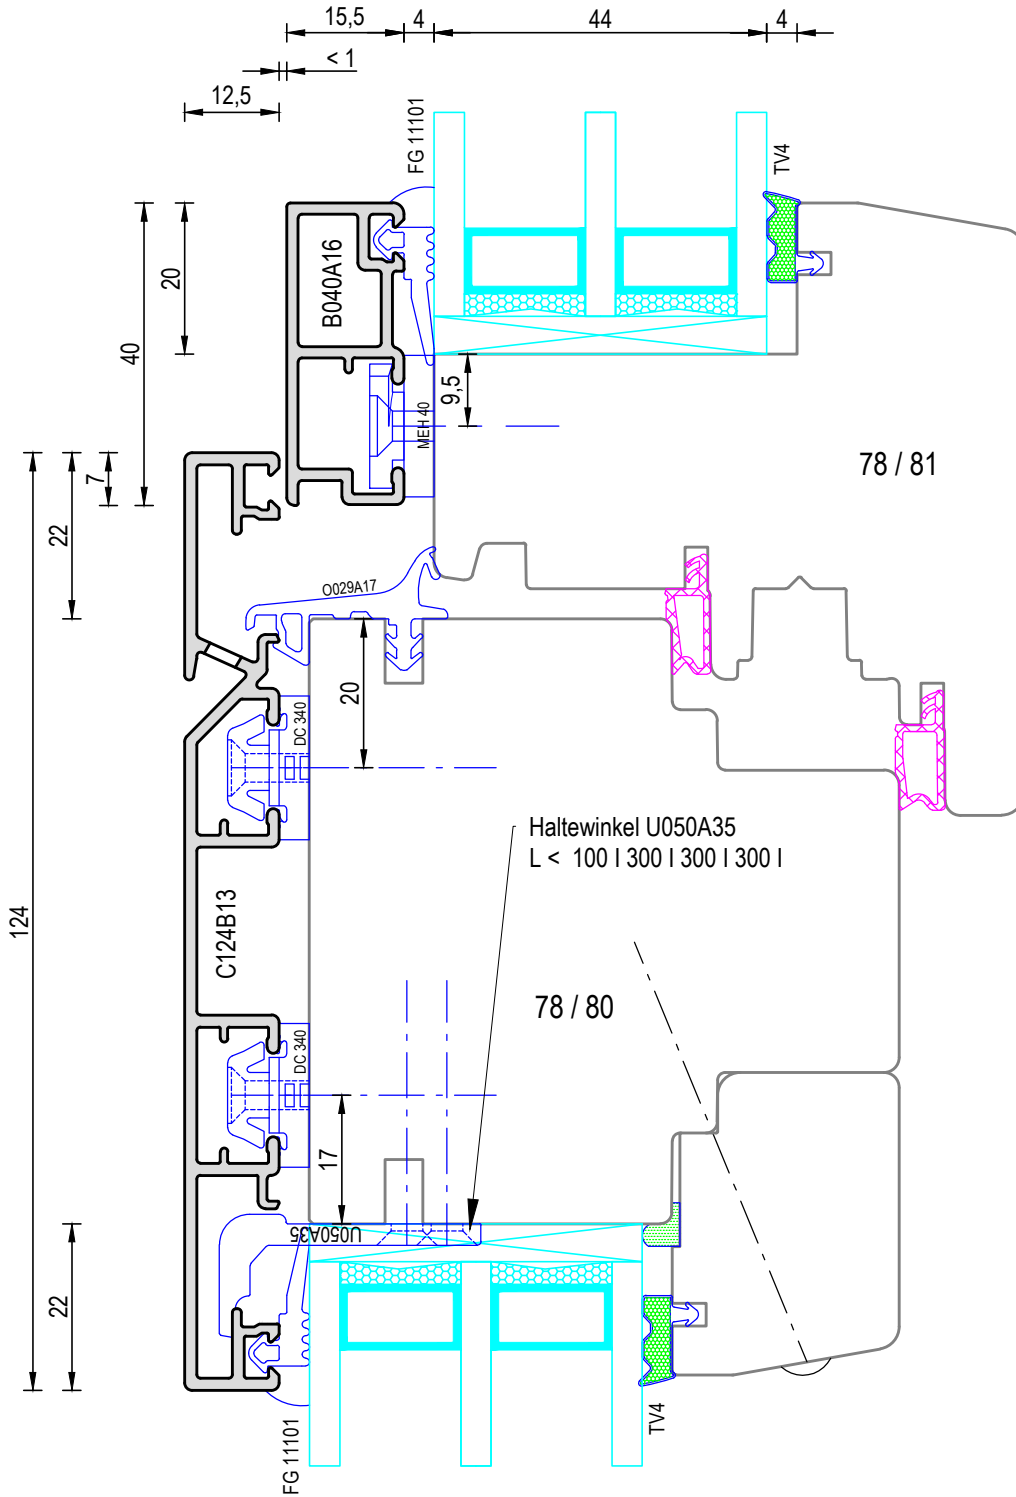 15,5
4
44
4
< 1
12,5
FG 11101
TV4
20
B040A16
40
9,5
MEH 40
78 / 81
7
22
O029A17
20
DC 340
Haltewinkel U050A35
L < 100 I 300 I 300 I 300 I
124
C124B13
78 / 80
DC 340
17
U050A35
22
FG 11101
TV4